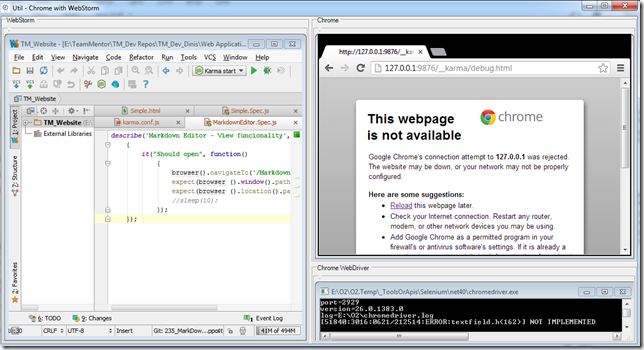 Util - Chrome with WebStorm
WebStorm
TM_Website - [E:\TeamMentor\TM_Dev Repos\TM_Dev_Dinis\Web Applicati...
File Edit View Navigate Code Refactor Run Tools VCS Window Help
Karma start
TM_Website
1: Project
Z: Structure
2: Favorites
TM_Website
External Libraries
Simple.html
Simple.Spec.js
karma.conf.js
MarkdownEditor.Spec.js
describe('Markdown Editor - View funcionality',
{
it("Should open", function()
{
browser().navigateTo('/Markdown
expect(browser ().window().path
expect(browser ().location().pa
//sleep(10);
});
});
6: TODO
9: Changes
1 Event Log
CRLF
UTF-8
Insert
41M of 494M
Chrome
http://127.0.0.1:9876/__karma
127.0.0.1:9876/__karma/debug.html
This webpage
is not available
chrome
Google Chrome's connection attempt to 127.0.0.1 was rejected.
The website may be down, or your network may not be properly
configured.
Here are some suggestions:
Reload this webpage later.
Check your Internet connection. Restart any router,
modem, or other network devices you may be using.
Add Google Chrome as a permitted program in your
firewall's or antivirus software's settings. If it is already a
Chrome WebDriver
E:\O2\O2.Temp\_ToolsOrApis\Selenium\net40\chromedriver.exe
port=2929
version=26.0.1383.0
log=E:\O2\chromedriver.log
[51840:3016:0621/212514:ERROR:textfield.h(162)] NOT IMPLEMENTED